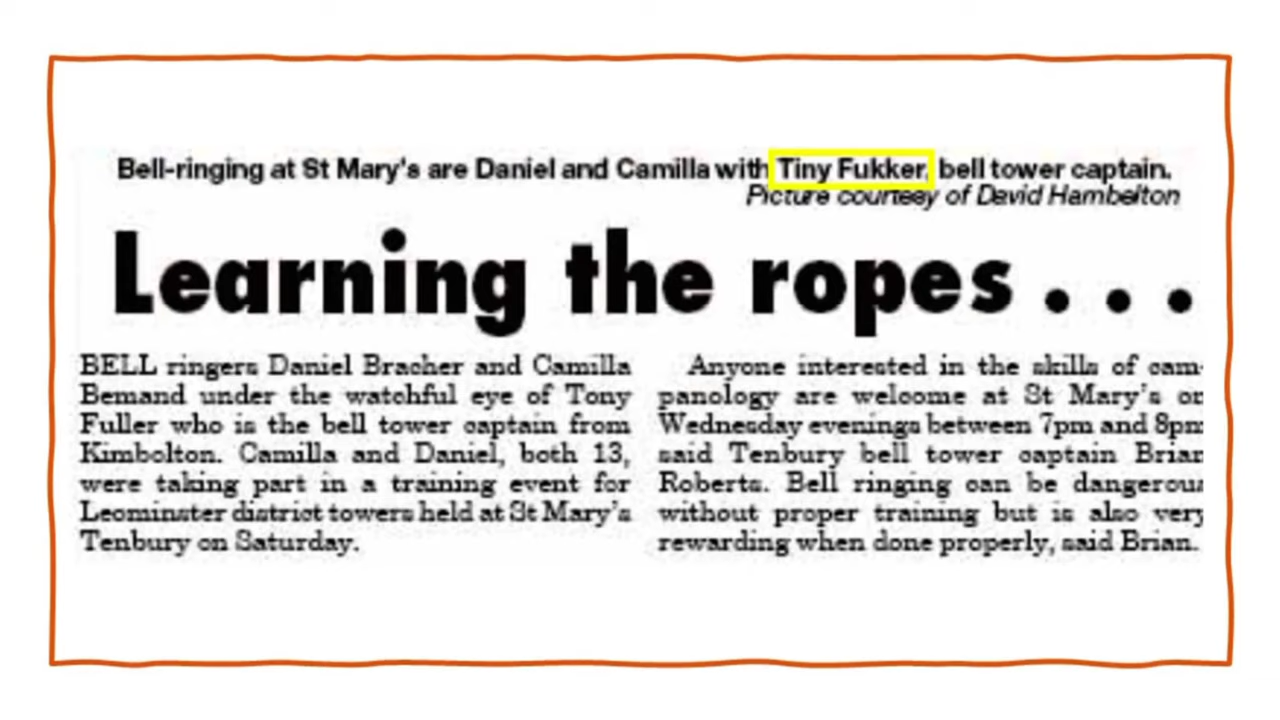 Bell-ringing at St Mary's are Daniel and Camilla with Tiny Fukker, bell tower captain.
Picture courtesy of David Hambelton
Learning the ropes . . .
BELL ringers Daniel Bracher and Camilla
Bemand under the watchful eye of Tony
Fuller who is the bell tower captain from
Kimbolton. Camilla and Daniel, both 13,
were taking part in a training event for
Leominster district towers held at St Mary's
Tenbury on Saturday.
Anyone interested in the skills of cam-
panology are welcome at St Mary's on
Wednesday evenings between 7pm and 8pm
said Tenbury bell tower captain Brian
Roberts. Bell ringing can be dangerous
without proper training but is also very
rewarding when done properly, said Brian.